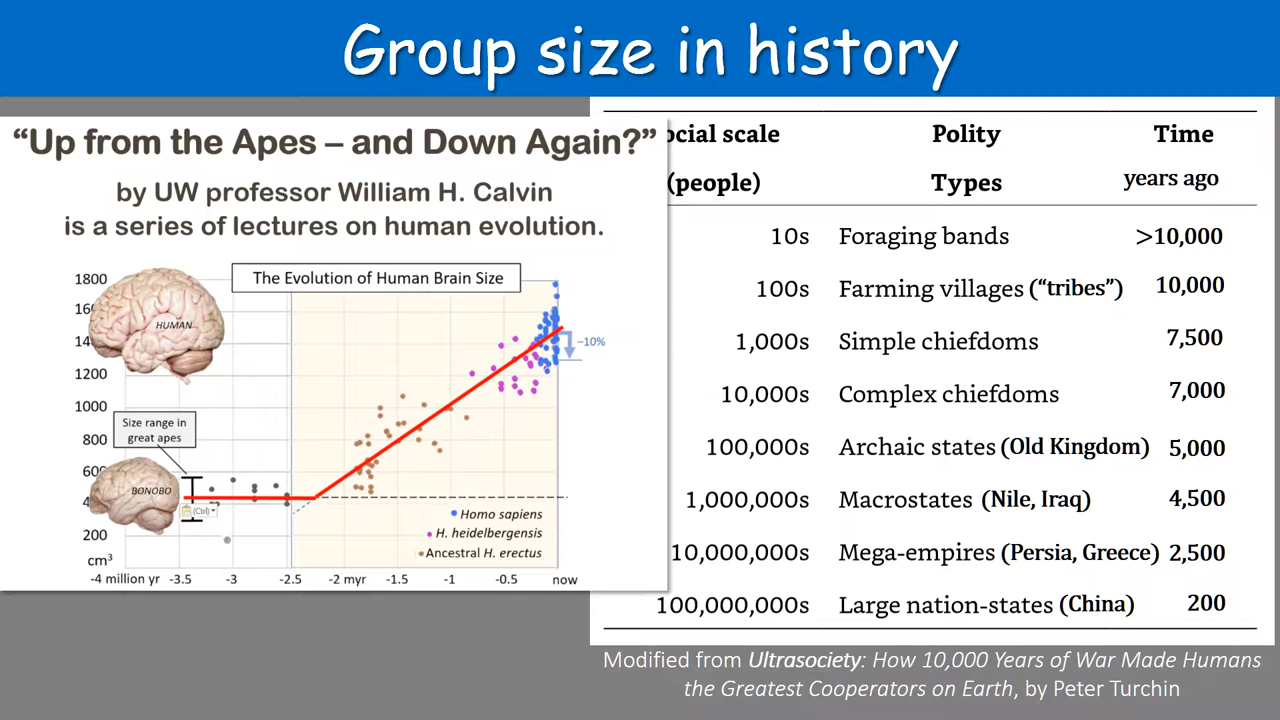 Group size in history
“Up from the Apes – and Down Again?”
by UW professor William H. Calvin
is a series of lectures on human evolution.
The Evolution of Human Brain Size
1800
1400
1200
1000
800
200
cm³
HUMAN
–10%
Size range in
great apes
BONOBO
(Ctrl)
Homo sapiens
H. heidelbergensis
Ancestral H. erectus
-4 million yr -3.5 -3 -2.5 -2 myr -1.5 -1 -0.5 now
ocial scale Polity Time
(people) Types years ago
10s Foraging bands >10,000
100s Farming villages (“tribes”) 10,000
1,000s Simple chiefdoms 7,500
10,000s Complex chiefdoms 7,000
100,000s Archaic states (Old Kingdom) 5,000
1,000,000s Macrostates (Nile, Iraq) 4,500
10,000,000s Mega-empires (Persia, Greece) 2,500
100,000,000s Large nation-states (China) 200
Modified from Ultrasociety: How 10,000 Years of War Made Humans
the Greatest Cooperators on Earth, by Peter Turchin